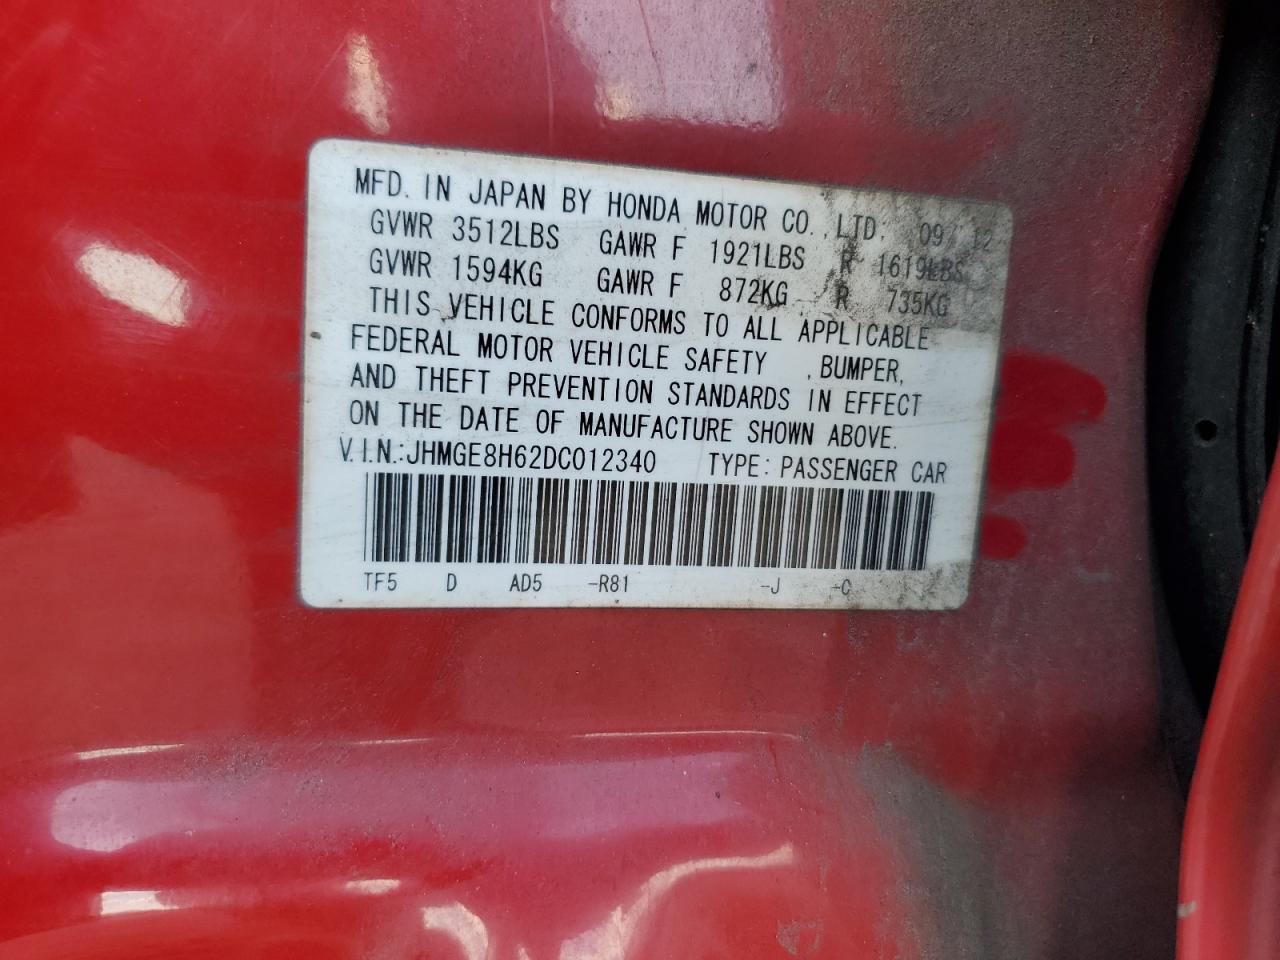 MFD. IN JAPAN BY HONDA MOTOR CO., LTD. 09/12
GVWR 3512LBS GAWR F 1921LBS R 1619LBS
GVWR 1594KG GAWR F 872KG R 735KG
THIS VEHICLE CONFORMS TO ALL APPLICABLE
FEDERAL MOTOR VEHICLE SAFETY , BUMPER,
AND THEFT PREVENTION STANDARDS IN EFFECT
ON THE DATE OF MANUFACTURE SHOWN ABOVE.
V.I.N.:JHMGE8H62DC012340 TYPE:PASSENGER CAR
TF5 D AD5 -R81 -J -C